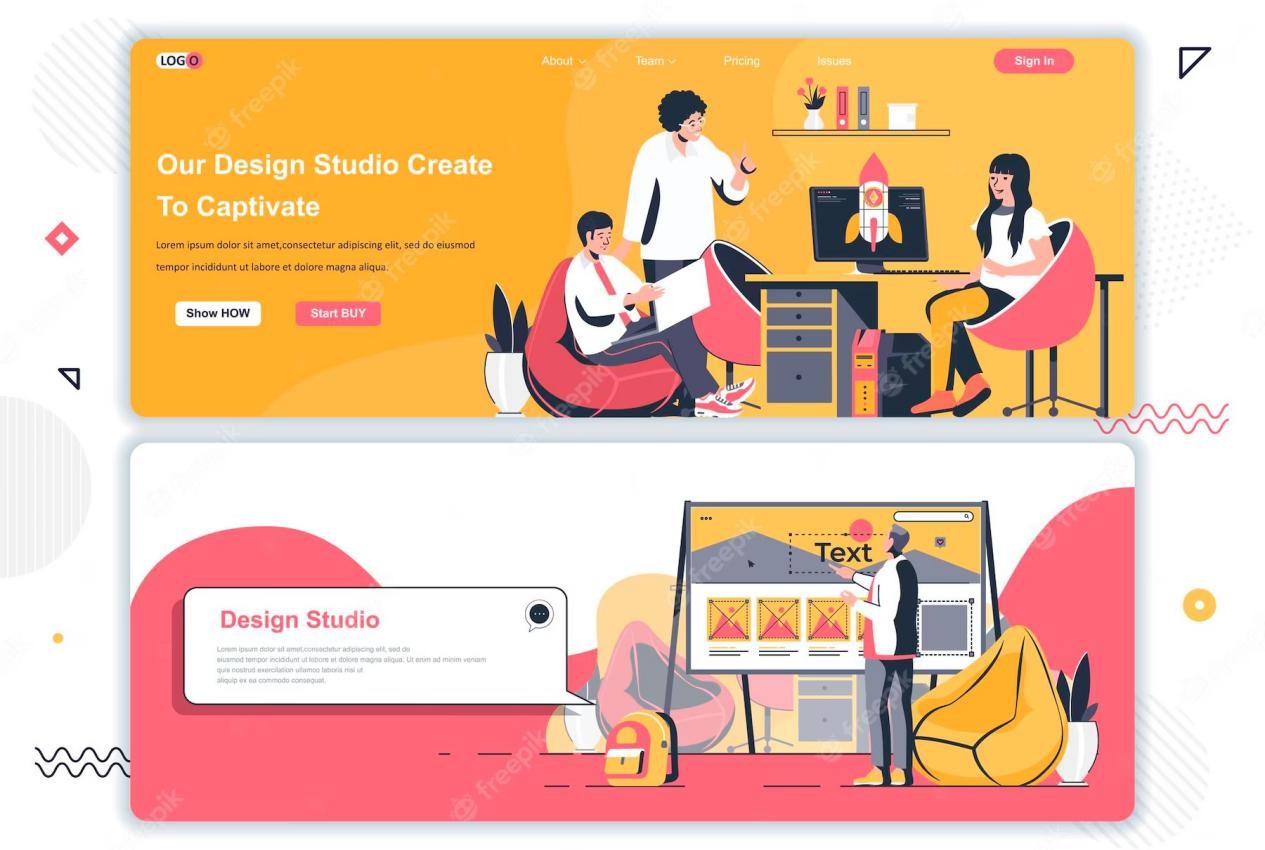 LOGO
About
Team
Pricing
Issues
Sign In
Our Design Studio Create
To Captivate
Lorem ipsum dolor sit amet,consectetur adipiscing elit, sed do eiusmod
tempor incididunt ut labore et dolore magna aliqua.
Show HOW
Start BUY
Text
Design Studio
Lorem ipsum dolor sit amet,consectetur adipiscing elit, sed do
eiusmod tempor incididunt ut labore et dolore magna aliqua. Ut enim ad minim veniam
quis nostrud exercilation ullamoo laboris nisi ut
aliquip ex ea commodo consequat.
freepik